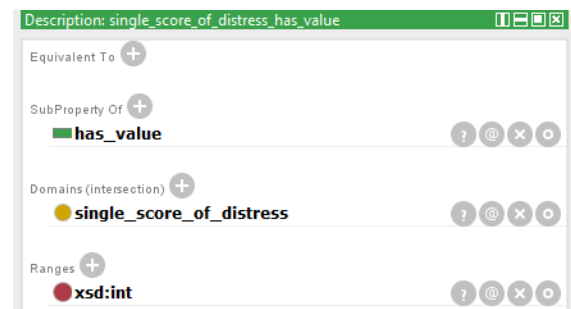 Description: single_score_of_distress_has_value
Equivalent To
SubProperty Of
has_value
Domains (intersection)
single_score_of_distress
Ranges
xsd:int